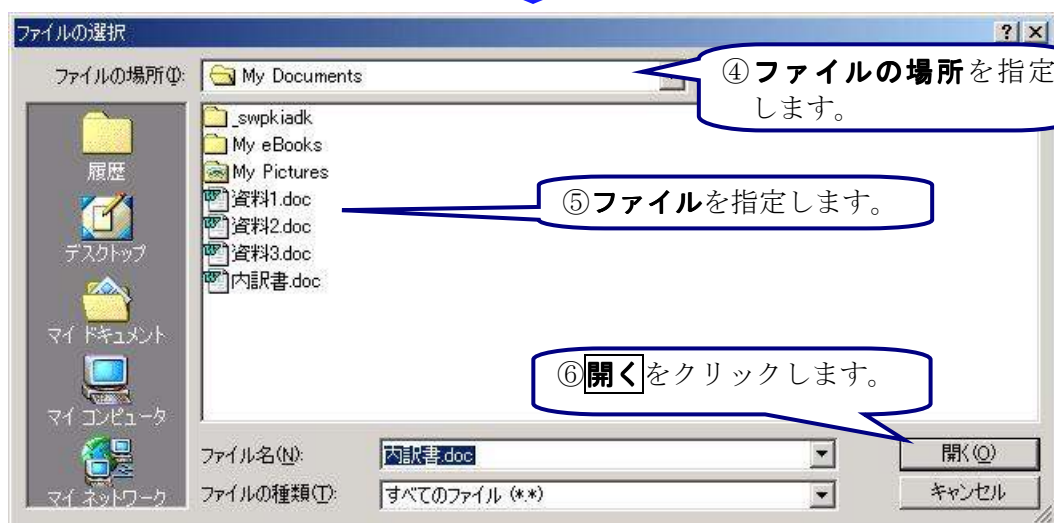 ファイルの選択
ファイルの場所(I):
My Documents
④ファイルの場所を指定
します。
_swpkiadk
My eBooks
My Pictures
資料1.doc
資料2.doc
資料3.doc
内訳書.doc
⑤ファイルを指定します。
履歴
デスクトップ
マイ ドキュメント
マイ コンピュータ
マイ ネットワーク
⑥開くをクリックします。
ファイル名(N):
内訳書.doc
開く(O)
ファイルの種類(T):
すべてのファイル (*.*)
キャンセル